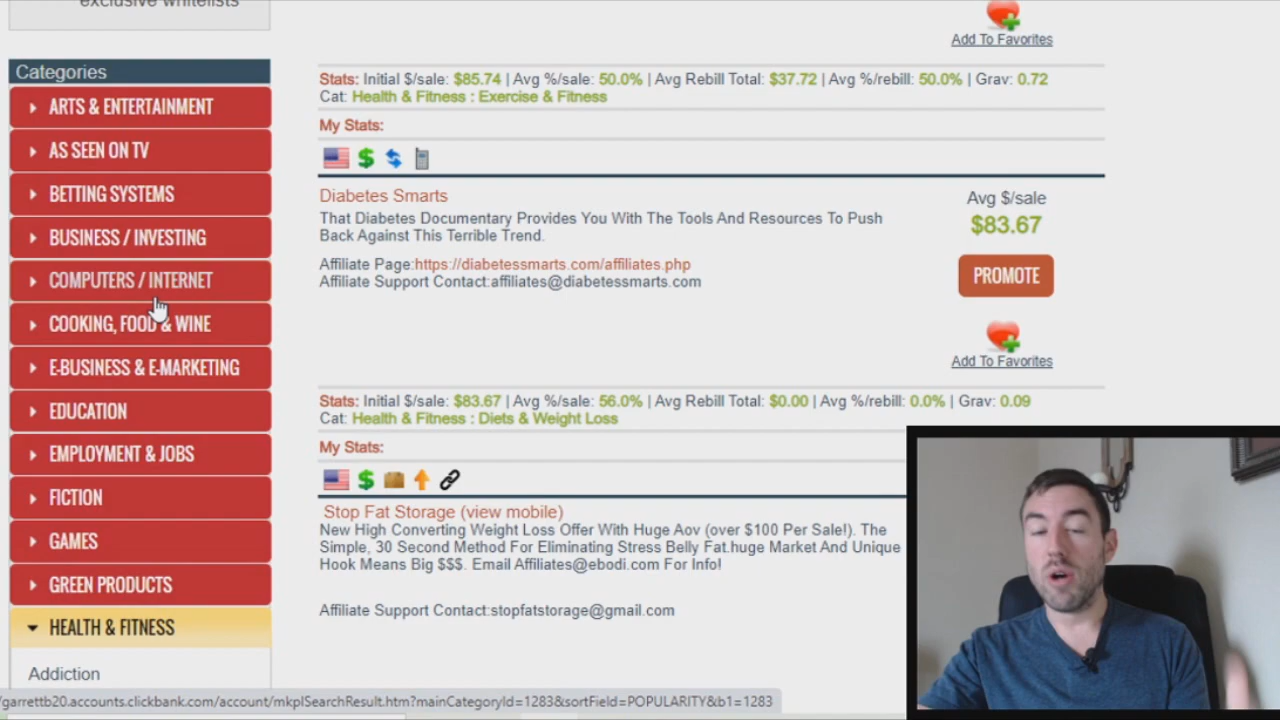 exclusive whitelists
Categories
ARTS & ENTERTAINMENT
AS SEEN ON TV
BETTING SYSTEMS
BUSINESS / INVESTING
COMPUTERS / INTERNET
COOKING, FOOD & WINE
E-BUSINESS & E-MARKETING
EDUCATION
EMPLOYMENT & JOBS
FICTION
GAMES
GREEN PRODUCTS
HEALTH & FITNESS
Addiction
Add To Favorites
Stats: Initial $/sale: $85.74 | Avg %/sale: 50.0% | Avg Rebill Total: $37.72 | Avg %/rebill: 50.0% | Grav: 0.72
Cat: Health & Fitness : Exercise & Fitness
My Stats:
Diabetes Smarts
That Diabetes Documentary Provides You With The Tools And Resources To Push
Back Against This Terrible Trend.
Affiliate Page:https://diabetessmarts.com/affiliates.php
Affiliate Support Contact:affiliates@diabetessmarts.com
Avg $/sale
$83.67
PROMOTE
Add To Favorites
Stats: Initial $/sale: $83.67 | Avg %/sale: 56.0% | Avg Rebill Total: $0.00 | Avg %/rebill: 0.0% | Grav: 0.09
Cat: Health & Fitness : Diets & Weight Loss
My Stats:
Stop Fat Storage (view mobile)
New High Converting Weight Loss Offer With Huge Aov (over $100 Per Sale!). The
Simple, 30 Second Method For Eliminating Stress Belly Fat.huge Market And Unique
Hook Means Big $$$. Email Affiliates@ebodi.com For Info!
Affiliate Support Contact:stopfatstorage@gmail.com
/garrettb20.accounts.clickbank.com/account/mkplSearchResult.htm?mainCategoryId=1283&sortField=POPULARITY&b1=1283